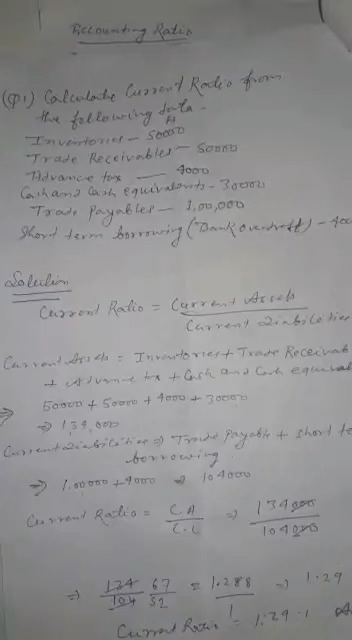 Accounting Ratio
(Q1) Calculate Current Ratio from
the following data -
Inventories - 50000
Trade Receivables - 50000
Advance tax - 4000
Cash and Cash equivalents - 30000
Trade Payables - 1,00,000
Short term borrowing (Bank overdraft) - 400
Solution
Current Ratio = Current Assets
Current Liabilities
Current Assets = Inventories + Trade Receivab
+ Advance tax + Cash and Cash equival
⇒ 50000 + 50000 + 4000 + 30000
⇒ 134,000
Current Liabilities ⇒ Trade Payable + Short te
borrowing
⇒ 1,00000 + 4000 ⇒ 104000
Current Ratio = C.A / C.L ⇒ 134000 / 104000
⇒ 134 / 104 67 / 52 = 1.288 / 1 ⇒ 1.29
Current Ratio = 1.29:1